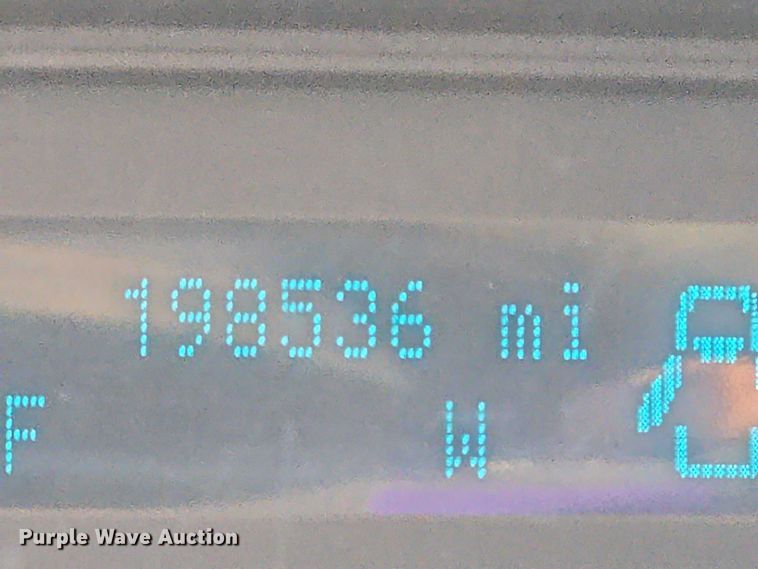 198536 mi
F W
Purple Wave Auction